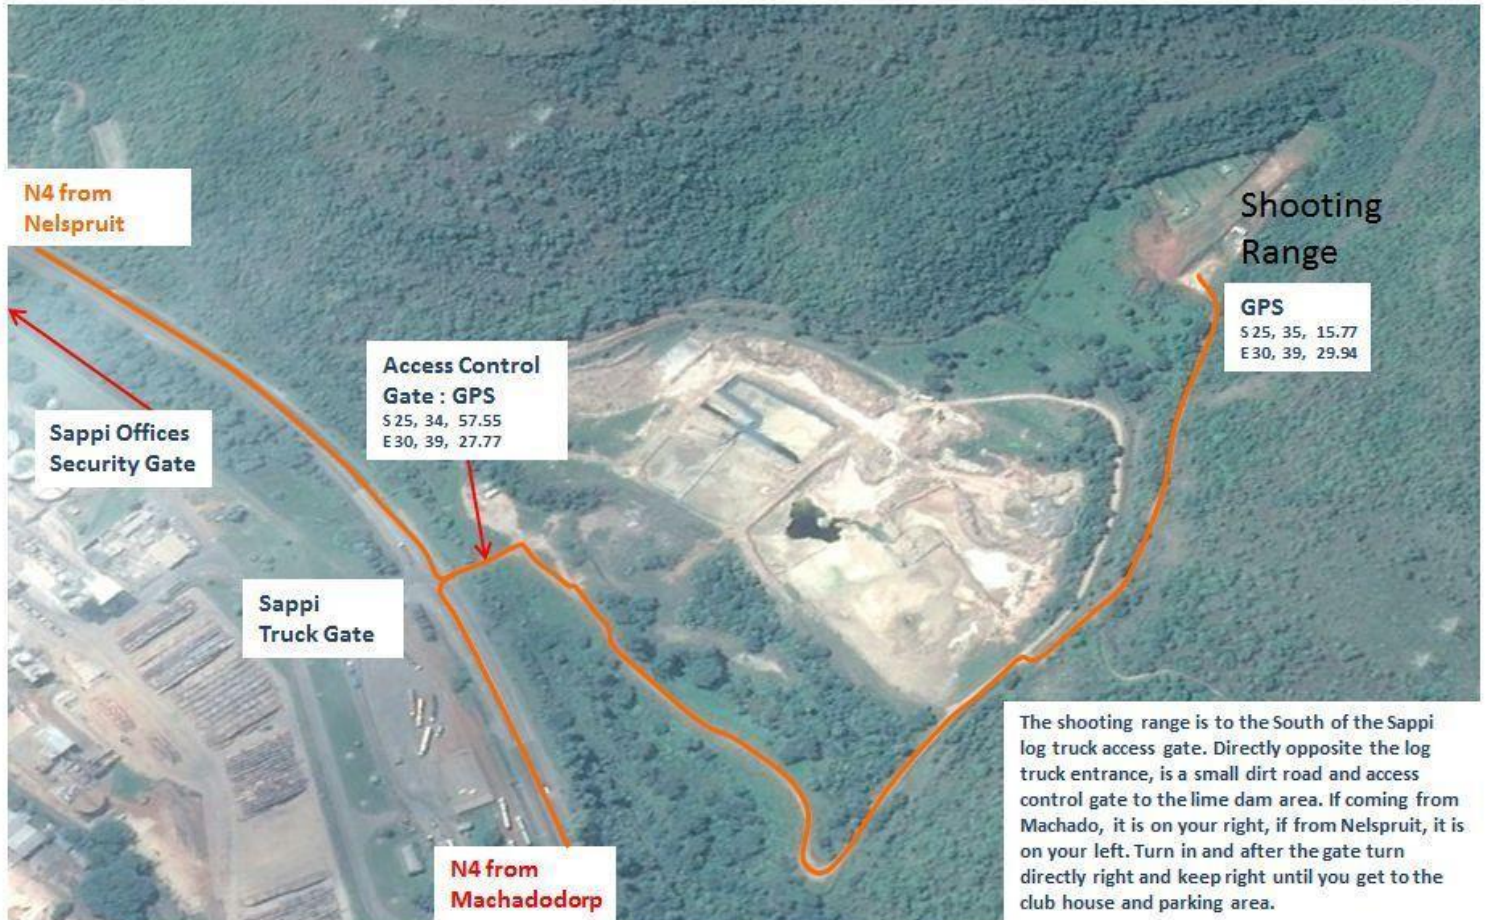 N4 from
Nelspruit
Shooting
Range
GPS
S 25, 35, 15.77
E 30, 39, 29.94
Access Control
Gate : GPS
S 25, 34, 57.55
E 30, 39, 27.77
Sappi Offices
Security Gate
Sappi
Truck Gate
N4 from
Machadodorp
The shooting range is to the South of the Sappi
log truck access gate. Directly opposite the log
truck entrance, is a small dirt road and access
control gate to the lime dam area. If coming from
Machado, it is on your right, if from Nelspruit, it is
on your left. Turn in and after the gate turn
directly right and keep right until you get to the
club house and parking area.